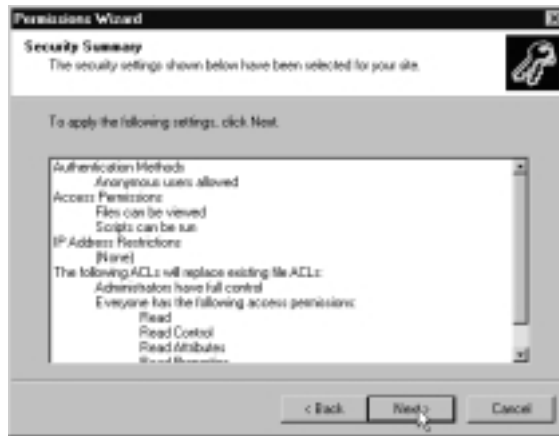 Permissions Wizard
Security Summary
The security settings shown below have been selected for your site.
To apply the following settings, click Next.
Authentication Methods
Anonymous users allowed
Access Permissions
Files can be viewed
Scripts can be run
IP Address Restrictions
(None)
The following ACLs will replace existing file ACLs:
Administrators have full control
Everyone has the following access permissions:
Read
Read Control
Read Attributes
Read
< Back
Next >
Cancel